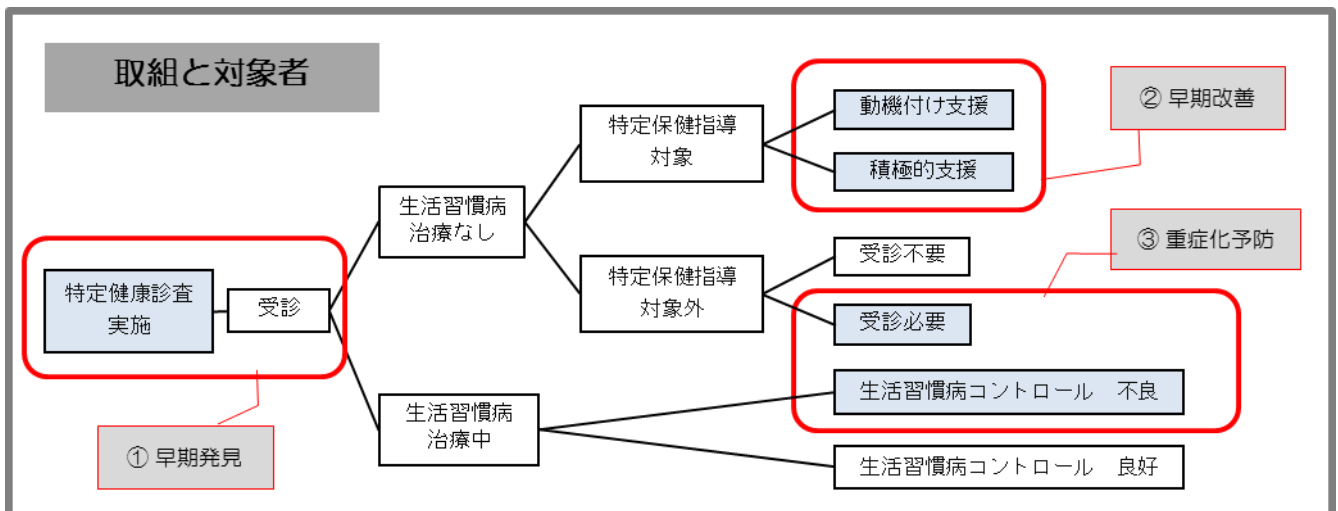 取組と対象者
特定健康診査
実施
受診
① 早期発見
生活習慣病
治療なし
生活習慣病
治療中
特定保健指導
対象
特定保健指導
対象外
動機付け支援
積極的支援
② 早期改善
受診不要
受診必要
生活習慣病コントロール 不良
生活習慣病コントロール 良好
③ 重症化予防